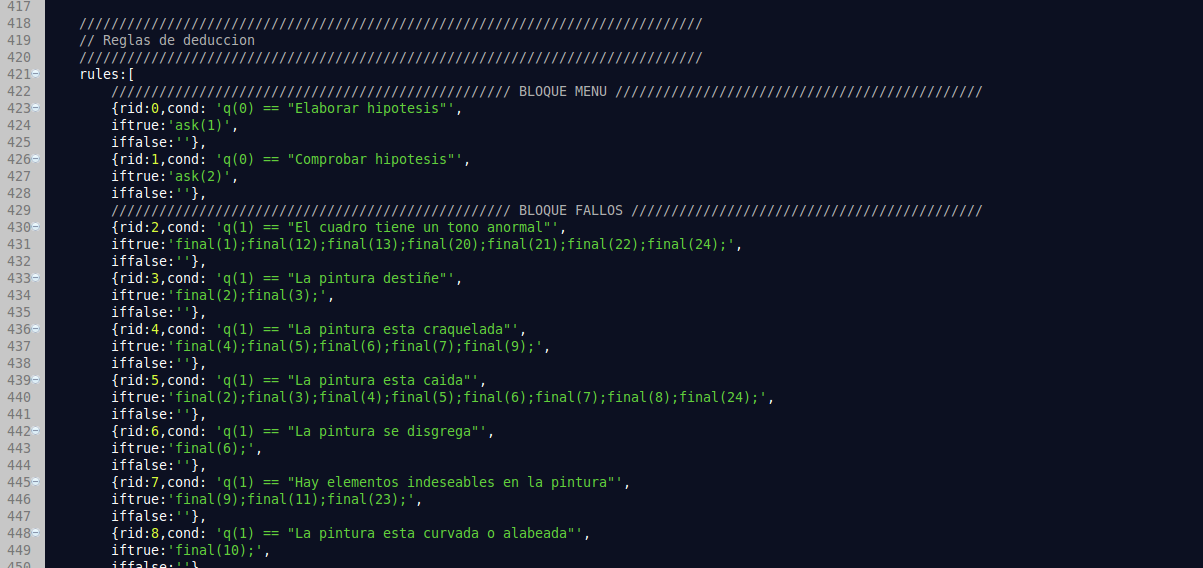 417
418 //////////////////////////////////////////////////////////////////////////////
419 // Reglas de deduccion
420 //////////////////////////////////////////////////////////////////////////////
421 rules:[
422 ////////////////////////////////////////////////// BLOQUE MENU //////////////////////////////////////////////
423 {rid:0,cond: 'q(0) == "Elaborar hipotesis"',
424 iftrue:'ask(1)',
425 iffalse:''},
426 {rid:1,cond: 'q(0) == "Comprobar hipotesis"',
427 iftrue:'ask(2)',
428 iffalse:''},
429 ////////////////////////////////////////////////// BLOQUE FALLOS ////////////////////////////////////////////
430 {rid:2,cond: 'q(1) == "El cuadro tiene un tono anormal"',
431 iftrue:'final(1);final(12);final(13);final(20);final(21);final(22);final(24);',
432 iffalse:''},
433 {rid:3,cond: 'q(1) == "La pintura destiñe"',
434 iftrue:'final(2);final(3);',
435 iffalse:''},
436 {rid:4,cond: 'q(1) == "La pintura esta craquelada"',
437 iftrue:'final(4);final(5);final(6);final(7);final(9);',
438 iffalse:''},
439 {rid:5,cond: 'q(1) == "La pintura esta caida"',
440 iftrue:'final(2);final(3);final(4);final(5);final(6);final(7);final(8);final(24);',
441 iffalse:''},
442 {rid:6,cond: 'q(1) == "La pintura se disgrega"',
443 iftrue:'final(6);',
444 iffalse:''},
445 {rid:7,cond: 'q(1) == "Hay elementos indeseables en la pintura"',
446 iftrue:'final(9);final(11);final(23);',
447 iffalse:''},
448 {rid:8,cond: 'q(1) == "La pintura esta curvada o alabeada"',
449 iftrue:'final(10);',
450 iffalse:''}